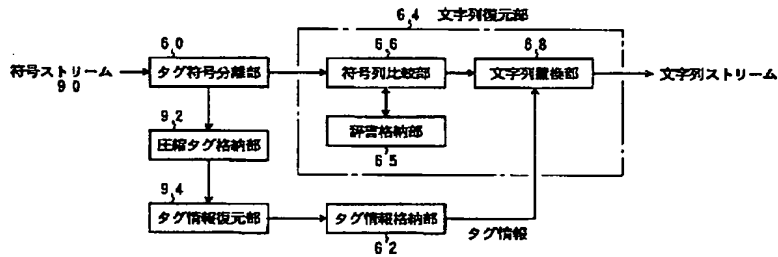 64 文字列復元部
60
66
68
符号ストリーム
90
タグ符号分離部
符号列比較部
文字列置換部
文字列ストリーム
92
圧縮タグ格納部
辞書格納部
65
94
タグ情報復元部
タグ情報格納部
62
タグ情報